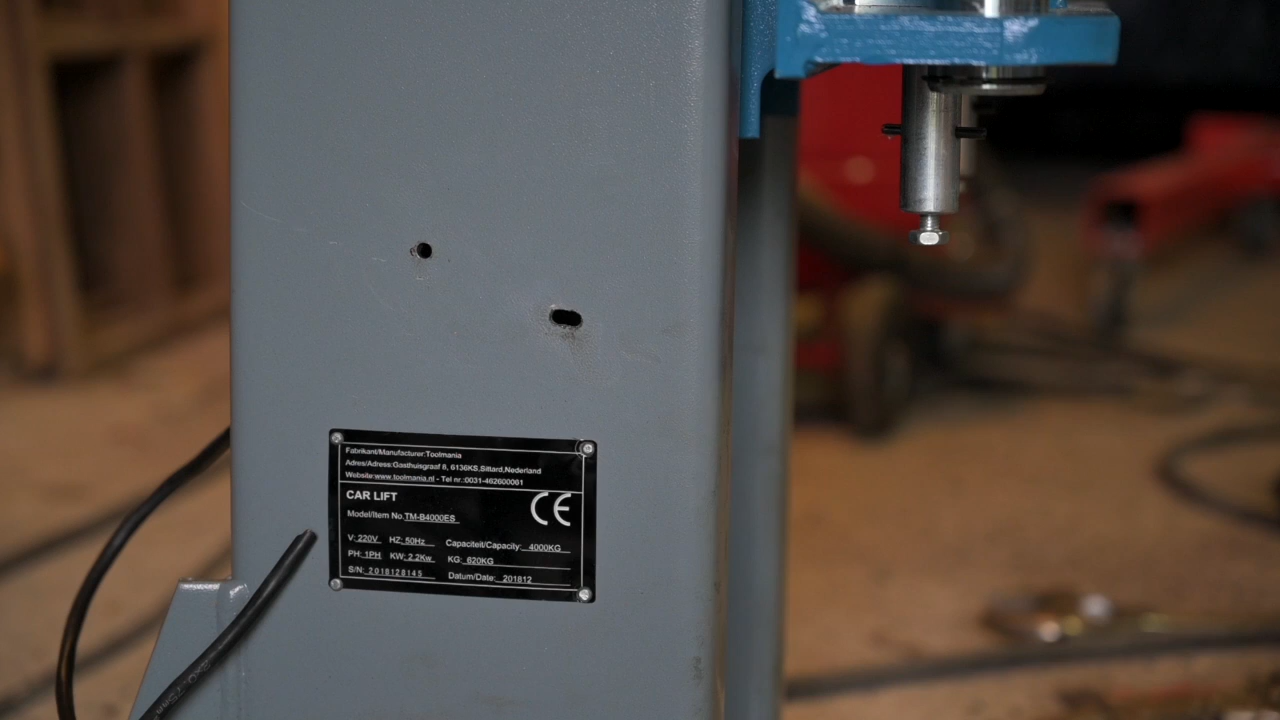 Fabrikant/Manufacturer:Toolmania
Adres/Adress:Gasthuisgraaf 8, 6136KS,Sittard,Nederland
Website:www.toolmania.nl - Tel nr.:0031-462600061
CAR LIFT
CE
Model/Item No.TM-B4000ES
V: 220V HZ: 50Hz Capaciteit/Capacity: 4000KG
PH: 1PH KW: 2.2Kw KG: 620KG
S/N: 2018128145 Datum/Date: 201812